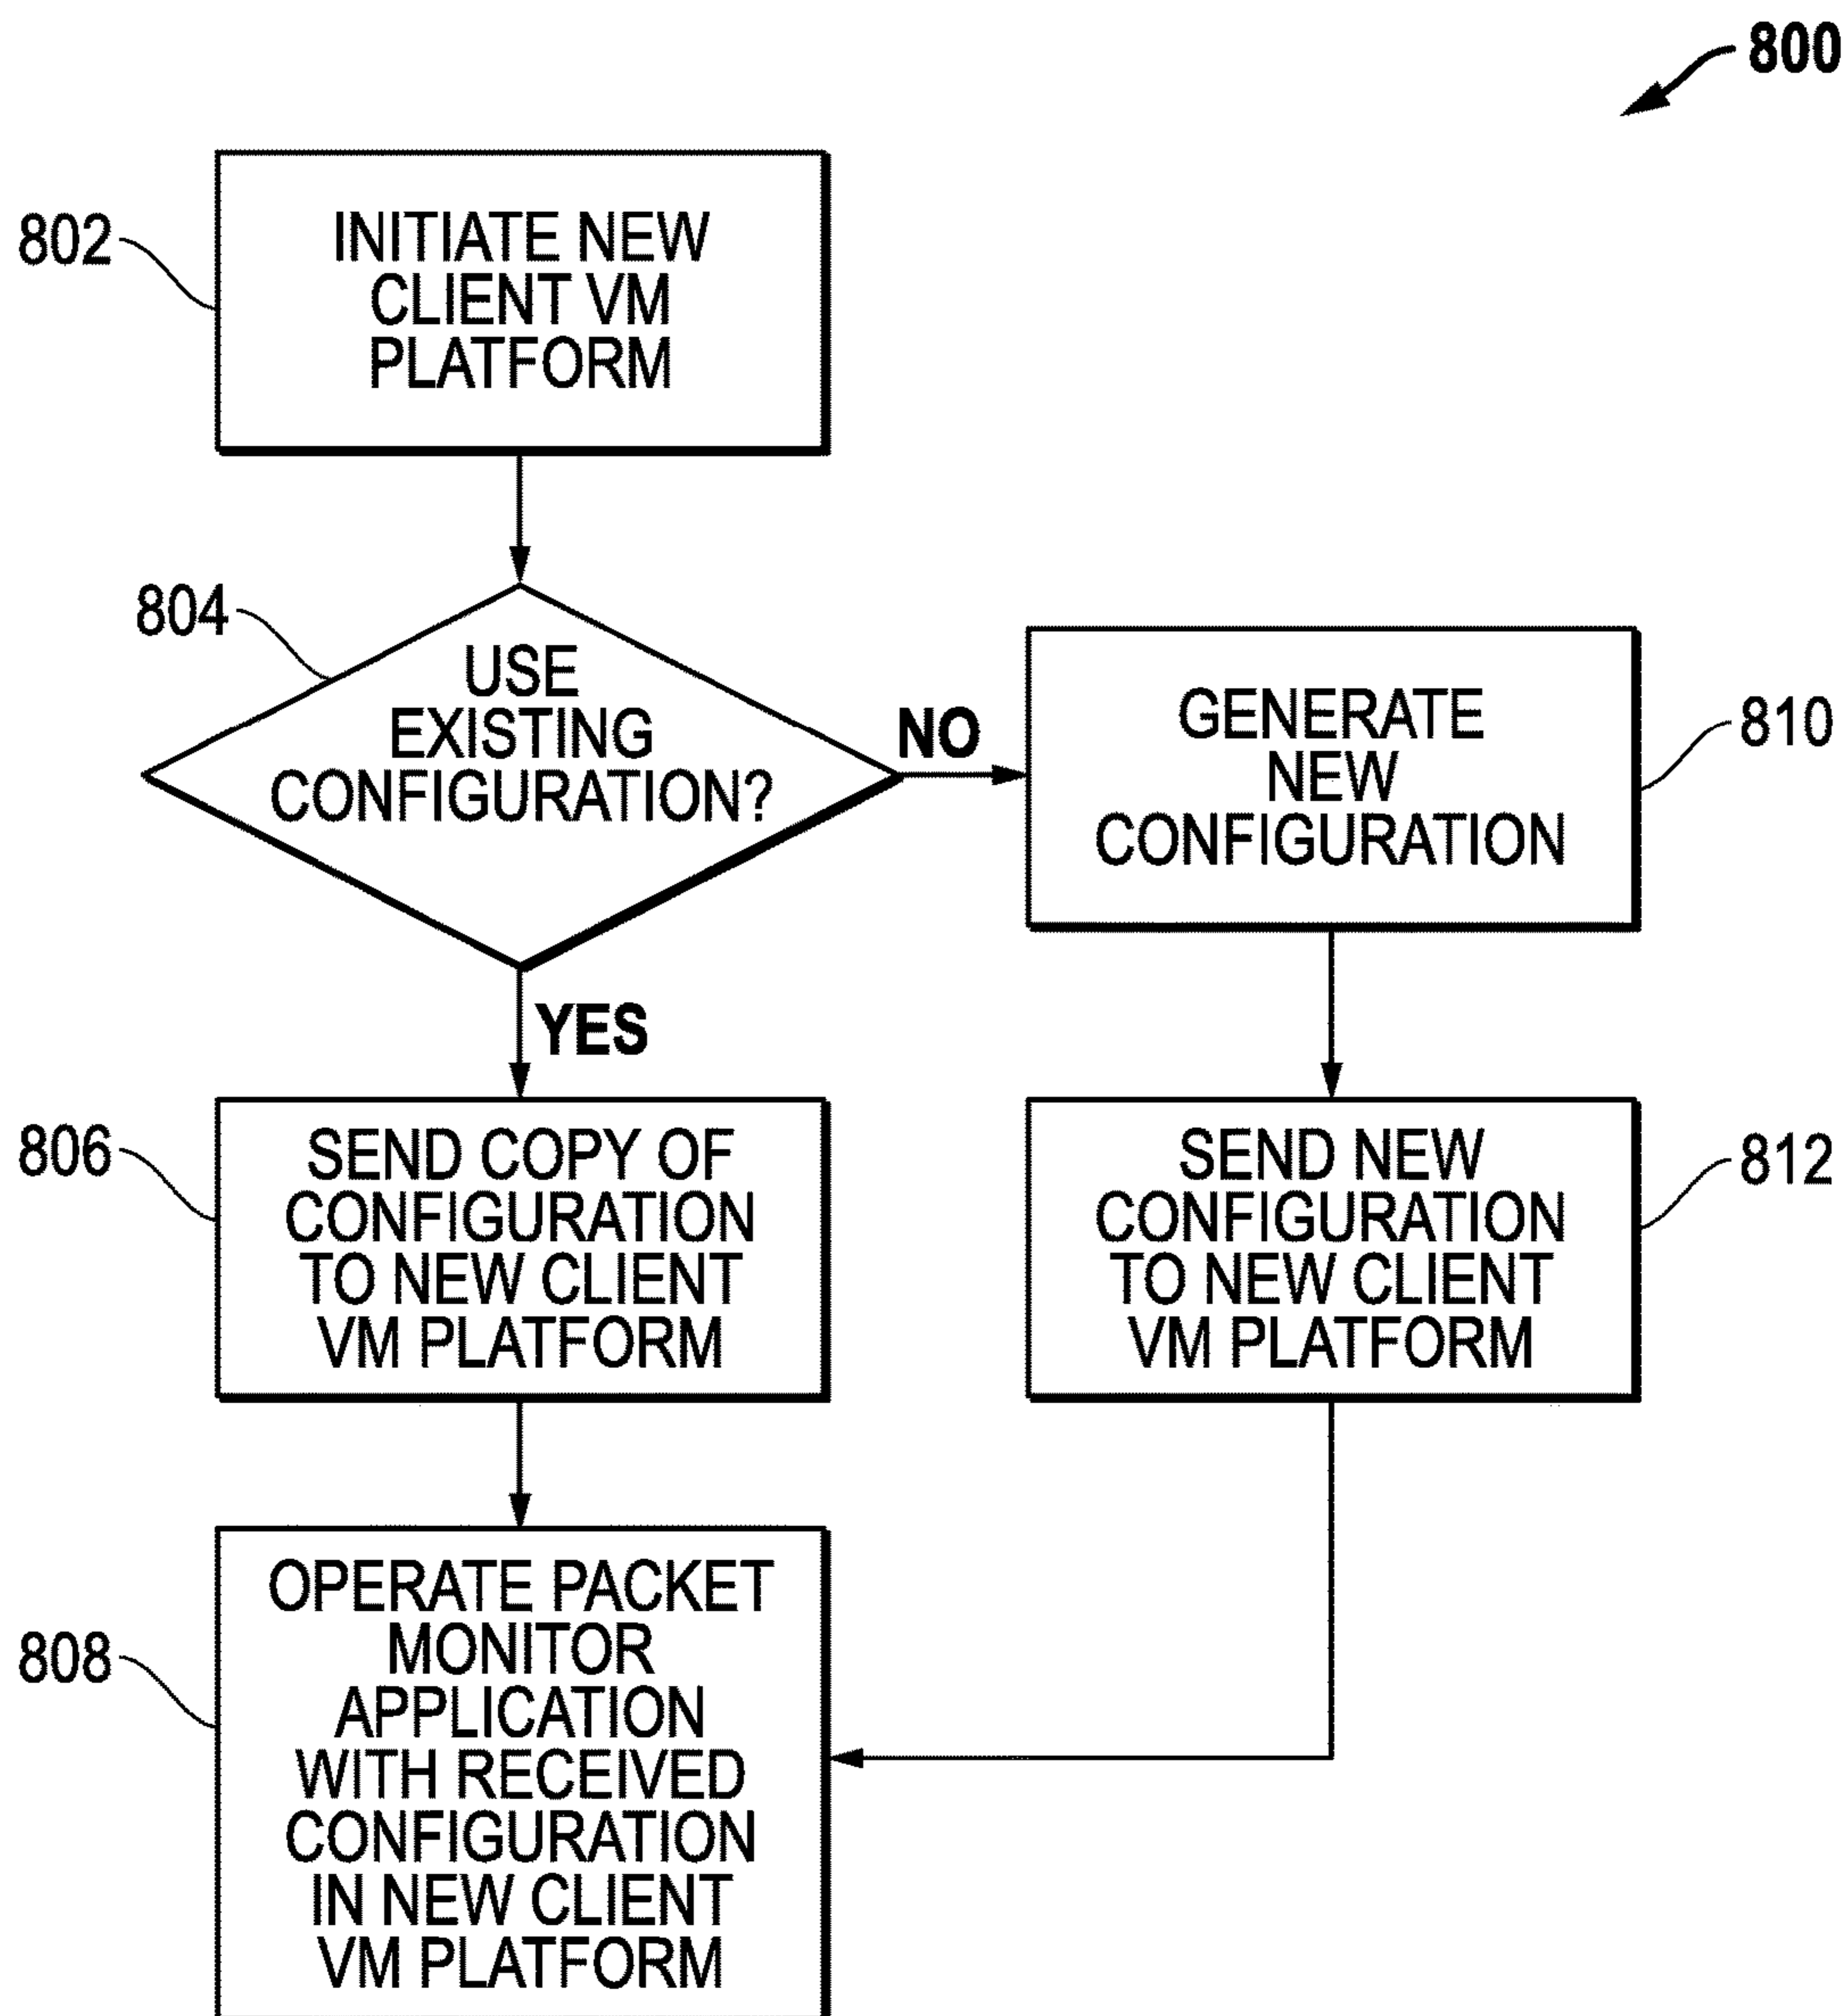 800
802
INITIATE NEW
CLIENT VM
PLATFORM
804
USE
EXISTING
CONFIGURATION?
NO
GENERATE
NEW
CONFIGURATION
810
YES
806
SEND COPY OF
CONFIGURATION
TO NEW CLIENT
VM PLATFORM
SEND NEW
CONFIGURATION
TO NEW CLIENT
VM PLATFORM
812
808
OPERATE PACKET
MONITOR
APPLICATION
WITH RECEIVED
CONFIGURATION
IN NEW CLIENT
VM PLATFORM